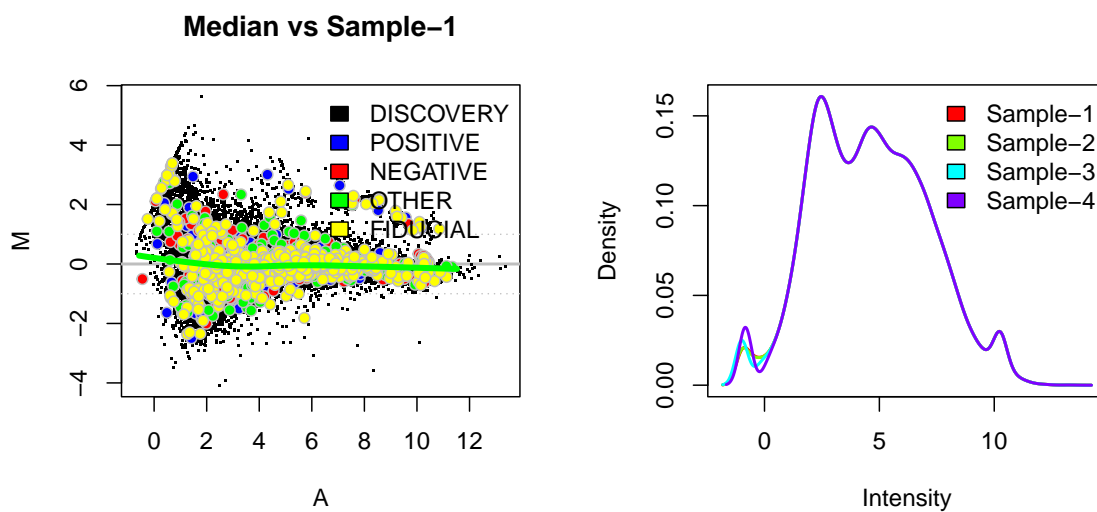 Median vs Sample−1
M
6
4
2
0
−2
−4
DISCOVERY
POSITIVE
NEGATIVE
OTHER
FIDUCIAL
0 2 4 6 8 10 12
A
Density
0.15
0.10
0.05
0.00
Sample−1
Sample−2
Sample−3
Sample−4
0 5 10
Intensity